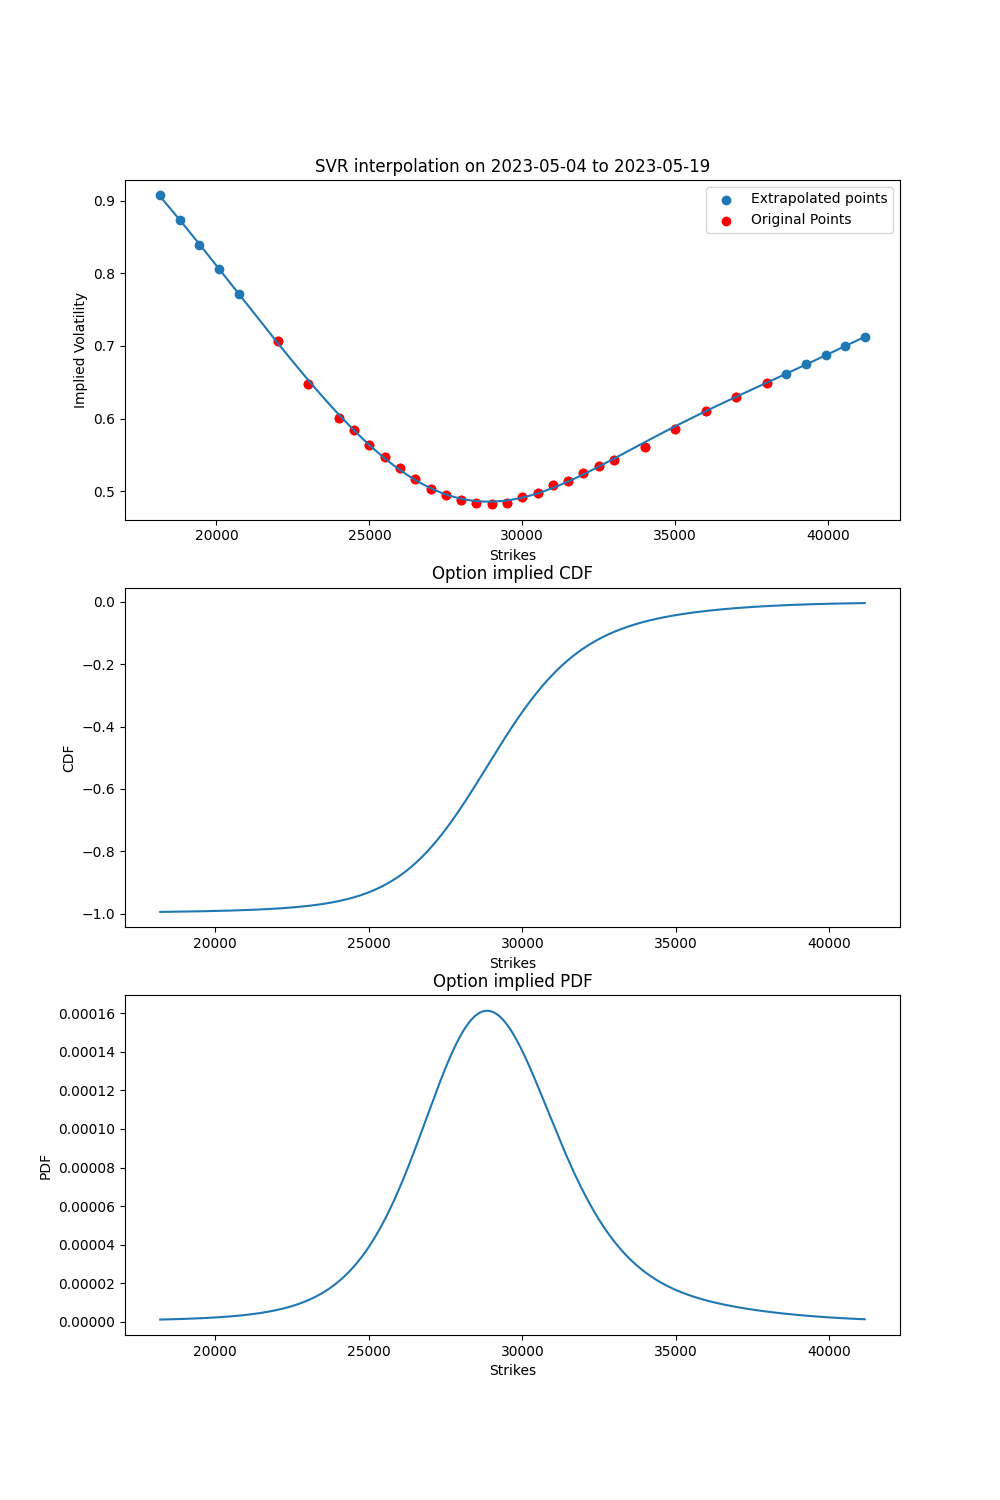 SVR interpolation on 2023-05-04 to 2023-05-19
Extrapolated points
Original Points
0.9
0.8
0.7
0.6
0.5
Implied Volatility
20000 25000 30000 35000 40000
Strikes
Option implied CDF
0.0
−0.2
−0.4
−0.6
−0.8
−1.0
CDF
20000 25000 30000 35000 40000
Strikes
Option implied PDF
0.00016
0.00014
0.00012
0.00010
0.00008
0.00006
0.00004
0.00002
0.00000
PDF
20000 25000 30000 35000 40000
Strikes